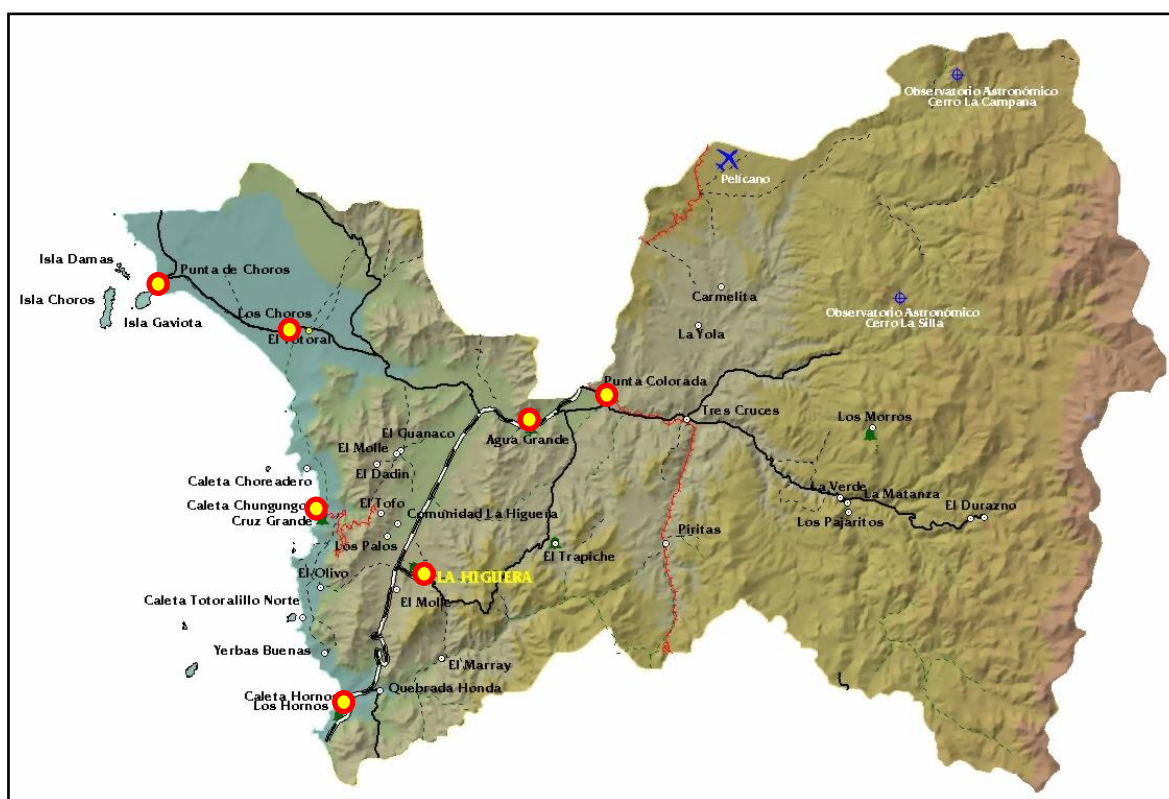 Observatorio Astronómico
Cerro La Campana
Pelícano
Isla Damas
Punta de Choros
Isla Choros
Carmelita
Los Choros
Isla Gaviota
Observatorio Astronómico
Cerro La Silla
El Totoral
La Yola
Punta Colorada
Tres Cruces
Los Morros
El Guanaco
Agua Grande
El Molle
El Dadin
Caleta Choreadero
La Verde
La Matanza
Caleta Chungungo
El Tofo
El Durazno
Cruz Grande
Comunidad La Higuera
Los Pajaritos
Los Palos
Piritas
El Trapiche
El Olivo
LA HIGUERA
El Molle
Caleta Totoralillo Norte
Yerbas Buenas
El Marray
Quebrada Honda
Caleta Hornos
Los Hornos